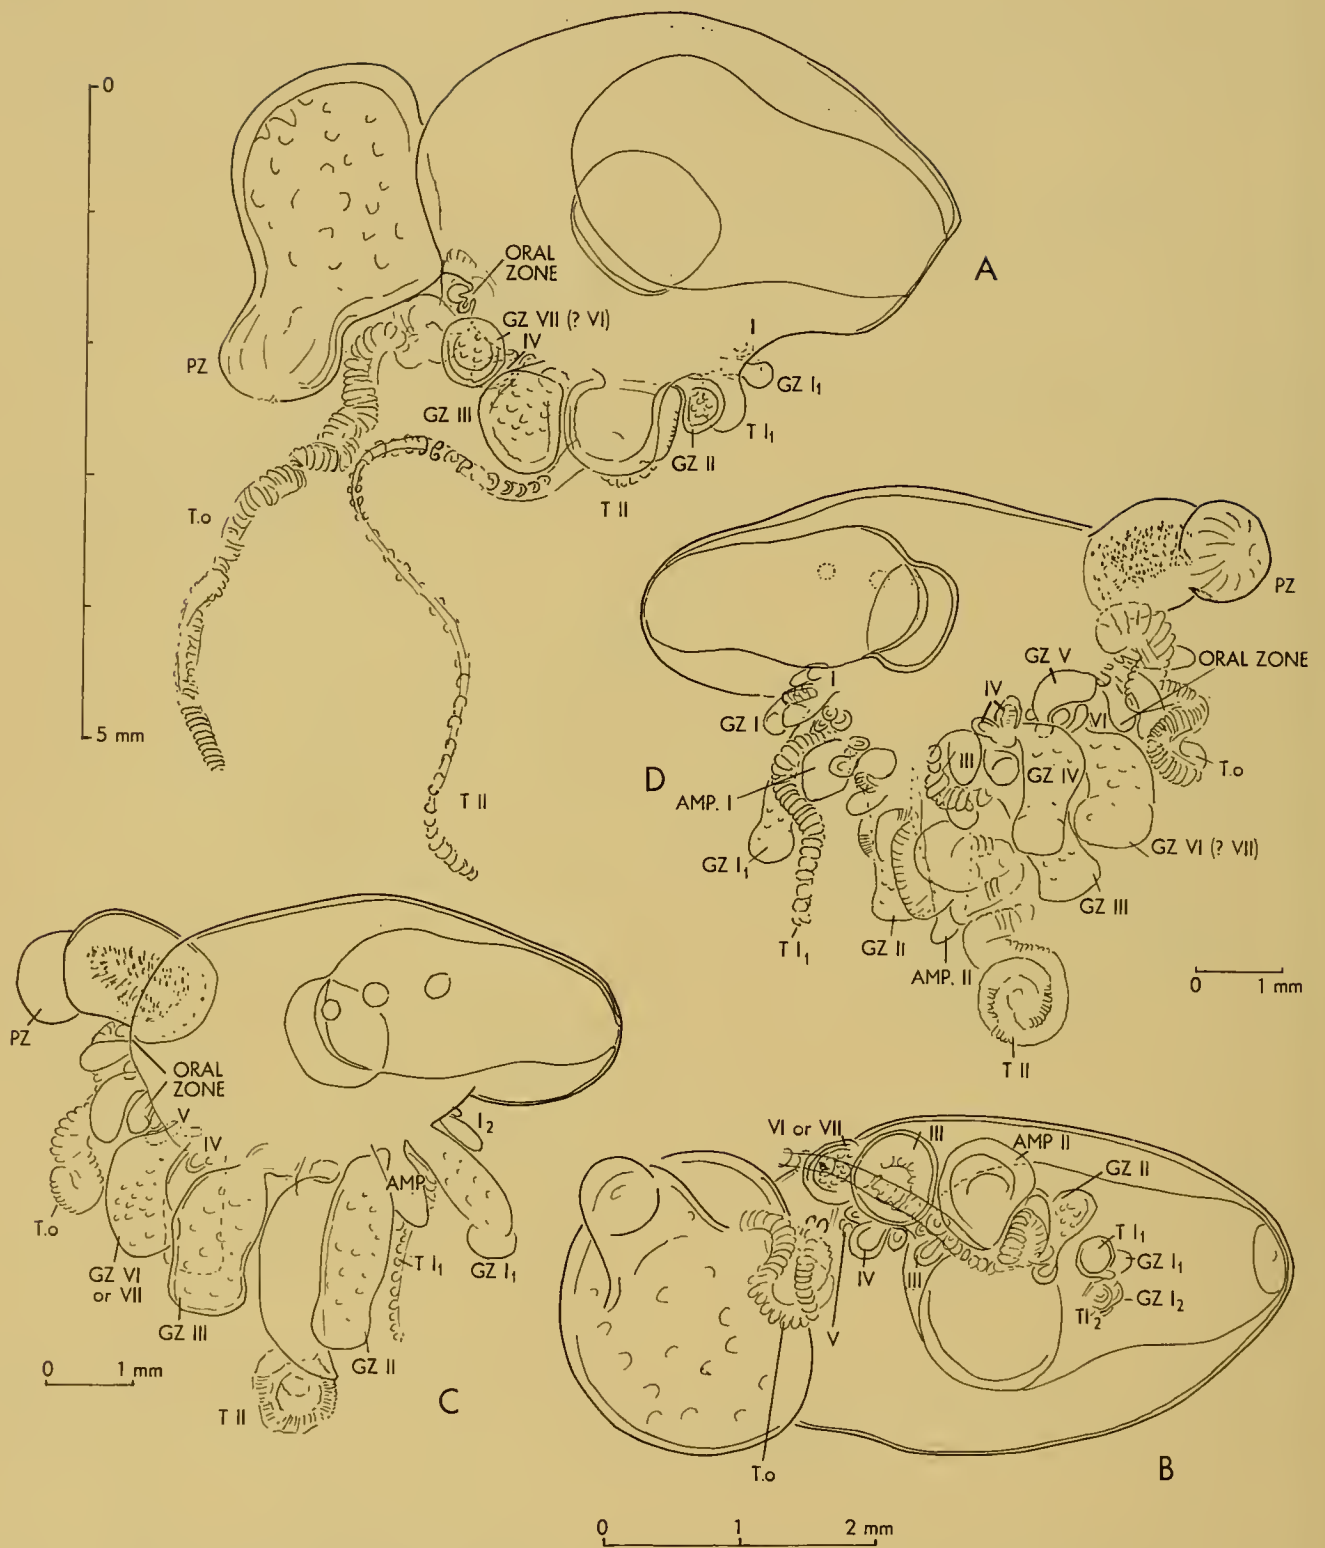 0
ORAL
ZONE
A
GZ VII (? VI)
IV
I
PZ
GZ I₁
GZ III
T I₁
GZ II
T II
T.o
PZ
GZ V
ORAL ZONE
I
IV
GZ I
VI
5 mm
III
GZ IV
T.o
D
T II
AMP. I
GZ VI (? VII)
GZ I₁
GZ III
T I₁
GZ II
AMP. II
0 1 mm
PZ
ORAL
ZONE
I₂
V
IV
T II
AMP.
VI or VII
III
AMP II
GZ II
T.o
T I₁
GZ I₁
T I₁
GZ I₁
GZ VI
or VII
IV
III
GZ I₂
TI₂
GZ III
V
GZ II
0 1 mm
C
T II
T.o
B
0 1 2 mm